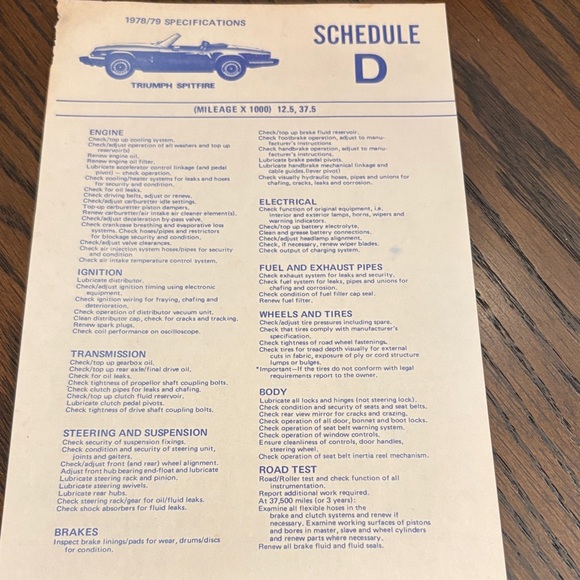 1978/79 SPECIFICATIONS
TRIUMPH SPITFIRE
SCHEDULE
D
(MILEAGE X 1000) 12.5, 37.5
ENGINE
Check/top up cooling system.
Check/adjust operation of all washers and top up
reservoir(s)
Renew engine oil.
Renew engine oil filter.
Lubricate accelerator control linkage (and pedal
pivot) — check operation.
Check cooling/heater systems for leaks and hoses
for security and condition.
Check for oil leaks.
Check driving belts, adjust or renew.
Check/adjust carburetter idle settings.
Top-up carburetter piston dampers.
Renew carburetter/air intake air cleaner element(s).
Check/adjust deceleration by-pass valve.
Check crankcase breathing and evaporative loss
systems. Check hoses/pipes and restrictors
for blockage security and condition.
Check/adjust valve clearances.
Check air injection system hoses/pipes for security
and condition
Check air intake temperature control system.
IGNITION
Lubricate distributor.
Check/adjust ignition timing using electronic
equipment.
Check ignition wiring for fraying, chafing and
deterioration.
Check operation of distributor vacuum unit.
Clean distributor cap, check for cracks and tracking.
Renew spark plugs.
Check coil performance on oscilloscope.
TRANSMISSION
Check/top up gearbox oil.
Check/top up rear axle/final drive oil.
Check for oil leaks.
Check tightness of propellor shaft coupling bolts.
Check clutch pipes for leaks and chafing.
Check/top up clutch fluid reservoir.
Lubricate clutch pedal pivots.
Check tightness of drive shaft coupling bolts.
STEERING AND SUSPENSION
Check security of suspension fixings.
Check condition and security of steering unit,
joints and gaiters.
Check/adjust front (and rear) wheel alignment.
Adjust front hub bearing end-float and lubricate
Lubricate steering rack and pinion.
Lubricate steering swivels.
Lubricate rear hubs.
Check steering rack/gear for oil/fluid leaks.
Check shock absorbers for fluid leaks.
BRAKES
Inspect brake linings/pads for wear, drums/discs
for condition.
Check/top up brake fluid reservoir.
Check footbrake operation, adjust to manu-
facturer's instructions
Check handbrake operation, adjust to manu-
facturer's instructions.
Lubricate brake pedal pivots.
Lubricate handbrake mechanical linkage and
cable guides.(lever pivot)
Check visually hydraulic hoses, pipes and unions for
chafing, cracks, leaks and corrosion.
ELECTRICAL
Check function of original equipment, i.e.
interior and exterior lamps, horns, wipers and
warning indicators.
Check/top up battery electrolyte.
Clean and grease battery connections.
Check/adjust headlamp alignment.
Check, if necessary, renew wiper blades.
Check output of charging system.
FUEL AND EXHAUST PIPES
Check exhaust system for leaks and security.
Check fuel system for leaks, pipes and unions for
chafing and corrosion.
Check condition of fuel filler cap seal.
Renew fuel filter.
WHEELS AND TIRES
Check/adjust tire pressures including spare.
Check that tires comply with manufacturer's
specification.
Check tightness of road wheel fastenings.
Check tires for tread depth visually for external
cuts in fabric, exposure of ply or cord structure
lumps or bulges.
*Important—If the tires do not conform with legal
requirements report to the owner.
BODY
Lubricate all locks and hinges (not steering lock).
Check condition and security of seats and seat belts.
Check rear view mirror for cracks and crazing.
Check operation of all door, bonnet and boot locks.
Check operation of seat belt warning system.
Check operation of window controls.
Ensure cleanliness of controls, door handles,
steering wheel.
Check operation of seat belt inertia reel mechanism.
ROAD TEST
Road/Roller test and check function of all
instrumentation.
Report additional work required.
At 37,500 miles (or 3 years):
Examine all flexible hoses in the
brake and clutch systems and renew if
necessary. Examine working surfaces of pistons
and bores in master, slave and wheel cylinders
and renew parts where necessary.
Renew all brake fluid and fluid seals.